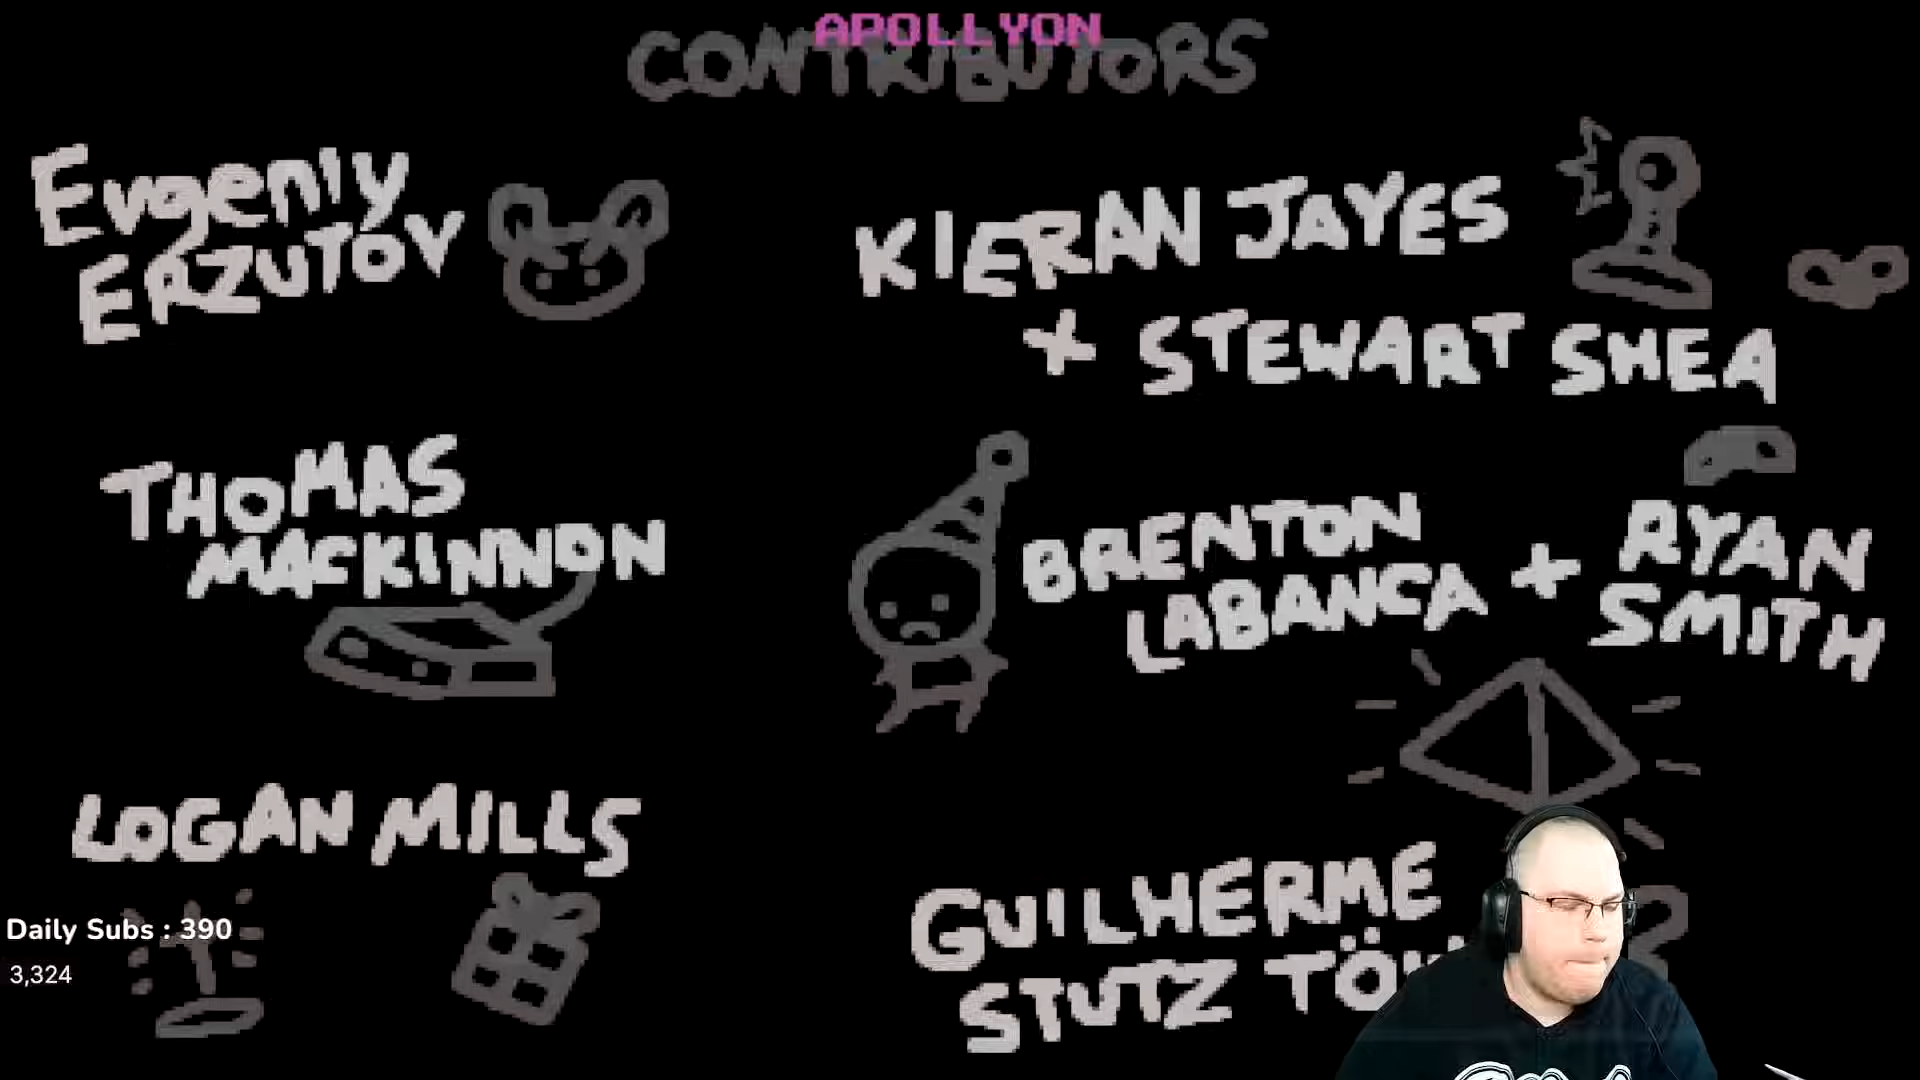 APOLLYON
CONTRIBUTORS
Evgeniy
ERZUTOV
KIERAN JAYES
+ STEWART SHEA
THOMAS
MACKINNON
BRENTON
LABANCA
+ RYAN
SMITH
LOGAN MILLS
GUILHERME
STUTZ
Daily Subs : 390
3,324